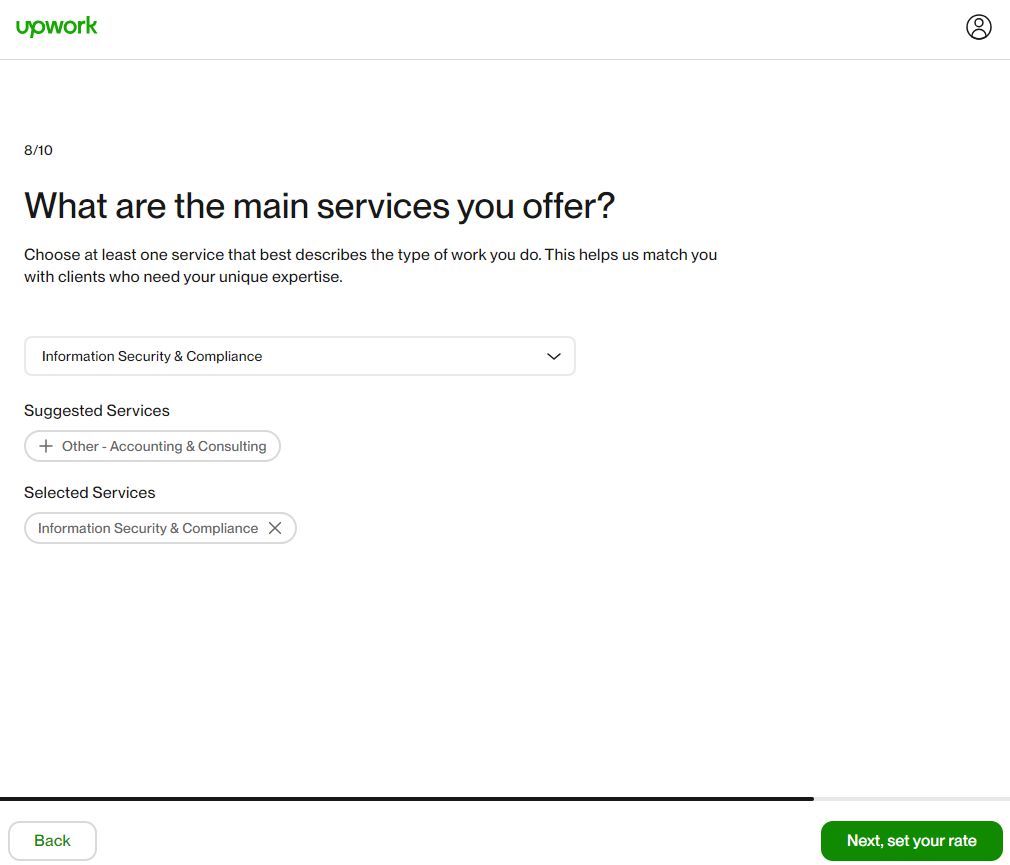 upwork
8/10
What are the main services you offer?
Choose at least one service that best describes the type of work you do. This helps us match you
with clients who need your unique expertise.
Information Security & Compliance
Suggested Services
Other - Accounting & Consulting
Selected Services
Information Security & Compliance
Back
Next, set your rate